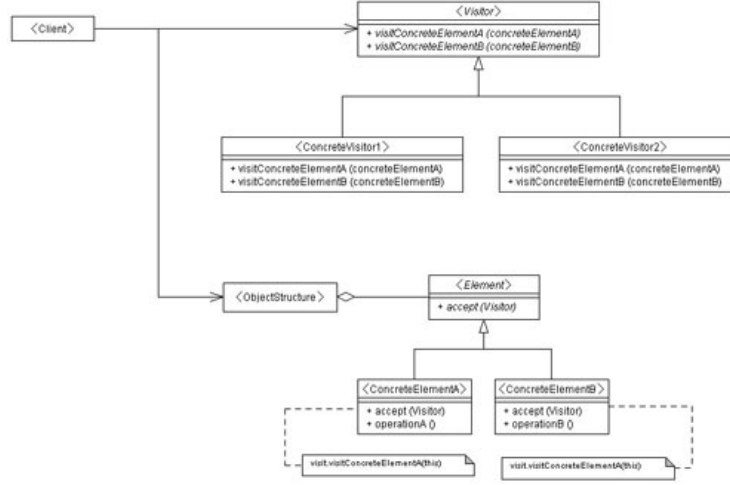 <Visitor>
<Client>
+ visitConcreteElementA (concreteElementA)
+ visitConcreteElementB (concreteElementB)
<ConcreteVisitor1>
<ConcreteVisitor2>
+ visitConcreteElementA (concreteElementA)
+ visitConcreteElementB (concreteElementB)
+ visitConcreteElementA (concreteElementA)
+ visitConcreteElementB (concreteElementB)
<Element>
<ObjectStructure>
+ accept (Visitor)
<ConcreteElementA>
<ConcreteElementB>
+ accept (Visitor)
+ operationA ()
+ accept (Visitor)
+ operationB ()
visit.visitConcreteElementA(this)
visit.visitConcreteElementA(this)